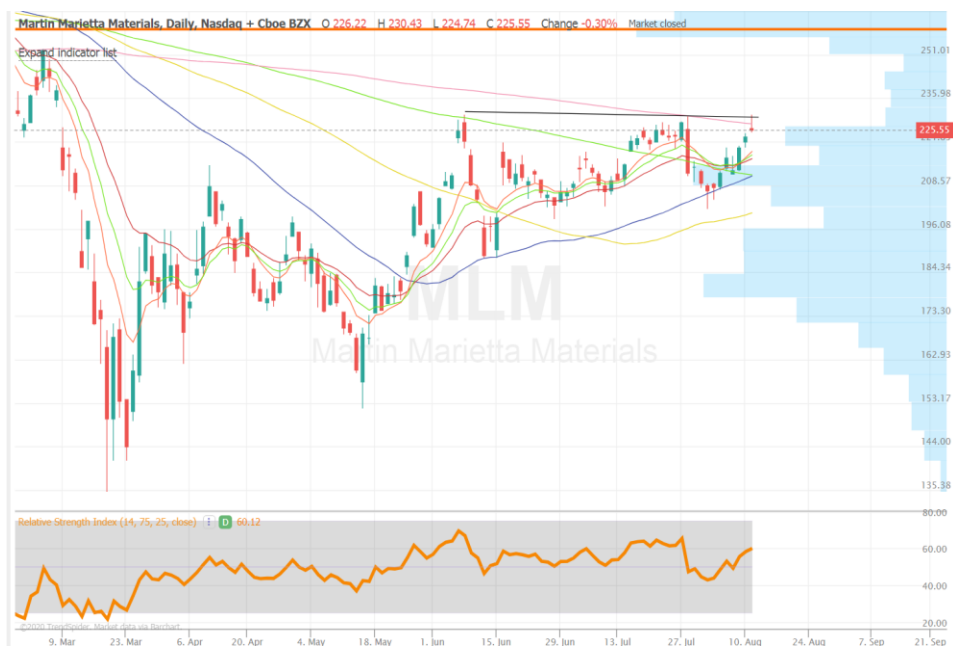 Martin Marietta Materials, Daily, Nasdaq + Cboe BZX O 226.22 H 230.43 L 224.74 C 225.55 Change -0.30% Market closed
Expand indicator list
251.01
235.98
225.55
208.57
196.08
184.34
173.30
162.93
153.17
144.00
135.38
MLM
Martin Marietta Materials
Relative Strength Index (14, 75, 25, close) D 60.12
80.00
60.00
40.00
20.00
©2020 TrendSpider. Market data via Barchart.
9. Mar 23. Mar 6. Apr 20. Apr 4. May 18. May 1. Jun 15. Jun 29. Jun 13. Jul 27. Jul 10. Aug 24. Aug 7. Sep 21. Sep